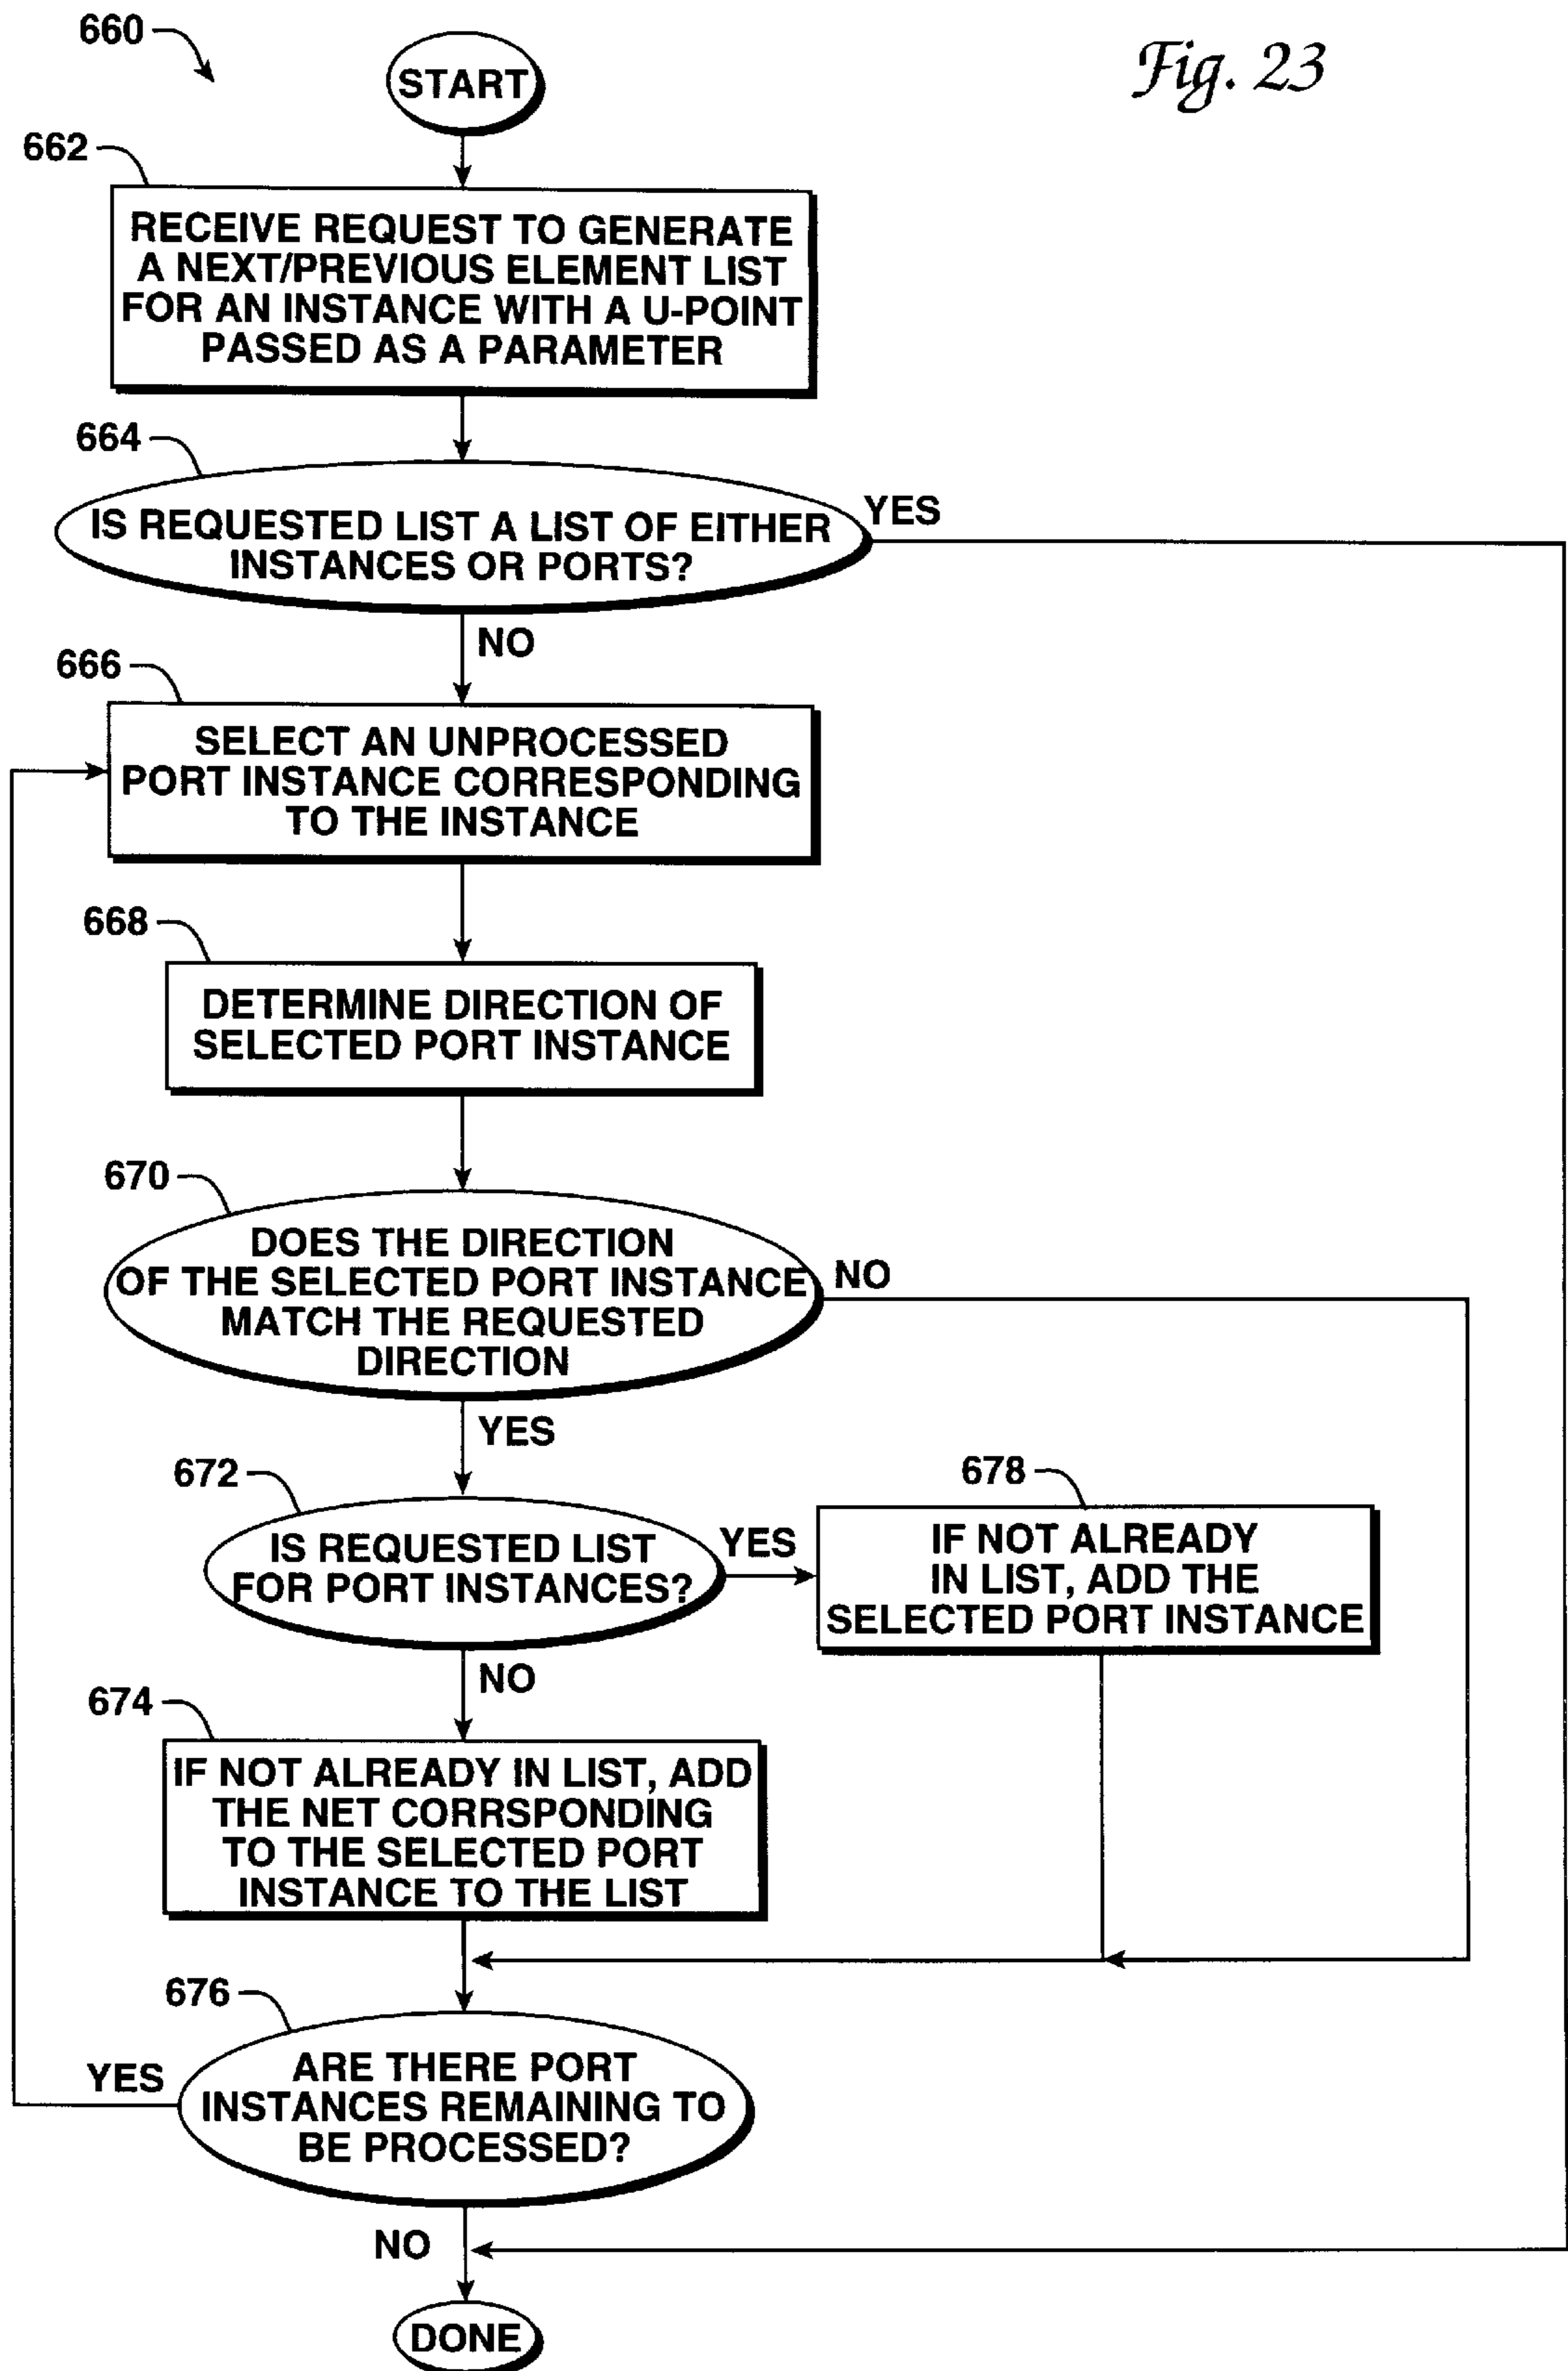 660
START
Fig. 23
662
RECEIVE REQUEST TO GENERATE
A NEXT/PREVIOUS ELEMENT LIST
FOR AN INSTANCE WITH A U-POINT
PASSED AS A PARAMETER
664
IS REQUESTED LIST A LIST OF EITHER
INSTANCES OR PORTS?
YES
NO
666
SELECT AN UNPROCESSED
PORT INSTANCE CORRESPONDING
TO THE INSTANCE
668
DETERMINE DIRECTION OF
SELECTED PORT INSTANCE
670
DOES THE DIRECTION
OF THE SELECTED PORT INSTANCE
MATCH THE REQUESTED
DIRECTION
NO
YES
672
IS REQUESTED LIST
FOR PORT INSTANCES?
YES
678
IF NOT ALREADY
IN LIST, ADD THE
SELECTED PORT INSTANCE
NO
674
IF NOT ALREADY IN LIST, ADD
THE NET CORRSPONDING
TO THE SELECTED PORT
INSTANCE TO THE LIST
676
ARE THERE PORT
INSTANCES REMAINING TO
BE PROCESSED?
YES
NO
DONE